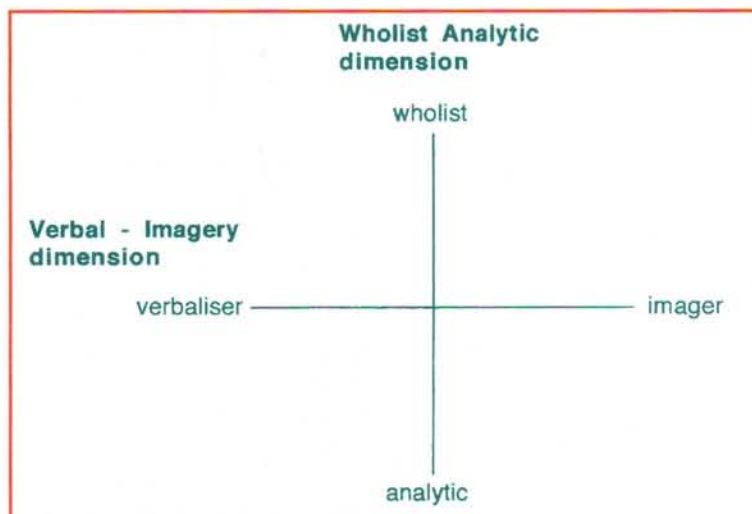 Wholist Analytic
dimension
wholist
Verbal - Imagery
dimension
verbaliser
imager
analytic